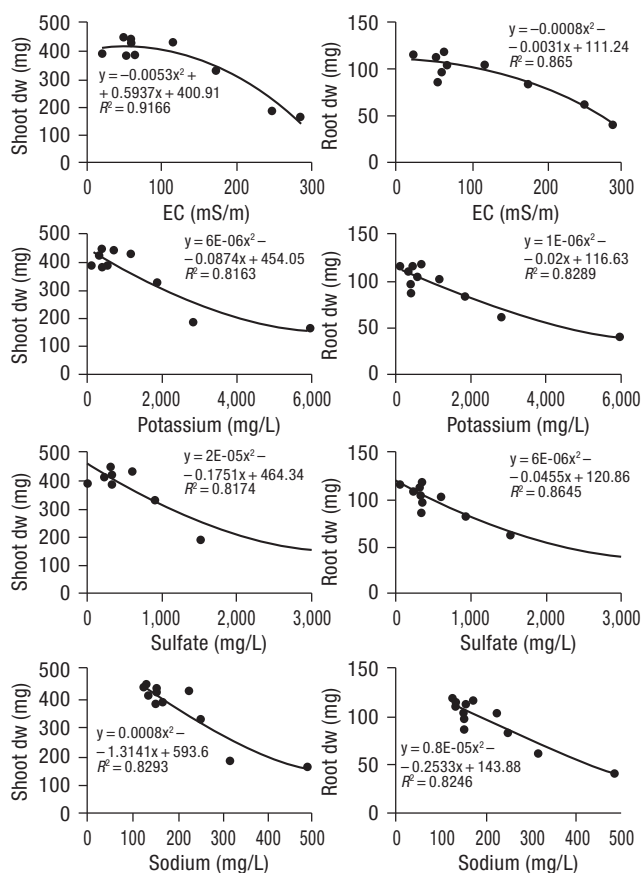 Shoot dw (mg)
500
400
300
200
100
0
y = –0.0053x² +
+ 0.5937x + 400.91
R² = 0.9166
0 100 200 300
EC (mS/m)
Root dw (mg)
150
100
50
0
y = –0.0008x² –
– 0.0031x + 111.24
R² = 0.865
0 100 200 300
EC (mS/m)
Shoot dw (mg)
500
400
300
200
100
0
y = 6E-06x² –
– 0.0874x + 454.05
R² = 0.8163
0 2,000 4,000 6,000
Potassium (mg/L)
Root dw (mg)
150
100
50
0
y = 1E-06x² –
– 0.02x + 116.63
R² = 0.8289
0 2,000 4,000 6,000
Potassium (mg/L)
Shoot dw (mg)
500
400
300
200
100
0
y = 2E-05x² –
– 0.1751x + 464.34
R² = 0.8174
0 1,000 2,000 3,000
Sulfate (mg/L)
Root dw (mg)
150
100
50
0
y = 6E-06x² –
– 0.0455x + 120.86
R² = 0.8645
0 1,000 2,000 3,000
Sulfate (mg/L)
Shoot dw (mg)
500
400
300
200
100
0
y = 0.0008x² –
– 1.3141x + 593.6
R² = 0.8293
0 100 200 300 400 500
Sodium (mg/L)
Root dw (mg)
150
100
50
0
y = 0.8E-05x² –
– 0.2533x + 143.88
R² = 0.8246
0 100 200 300 400 500
Sodium (mg/L)